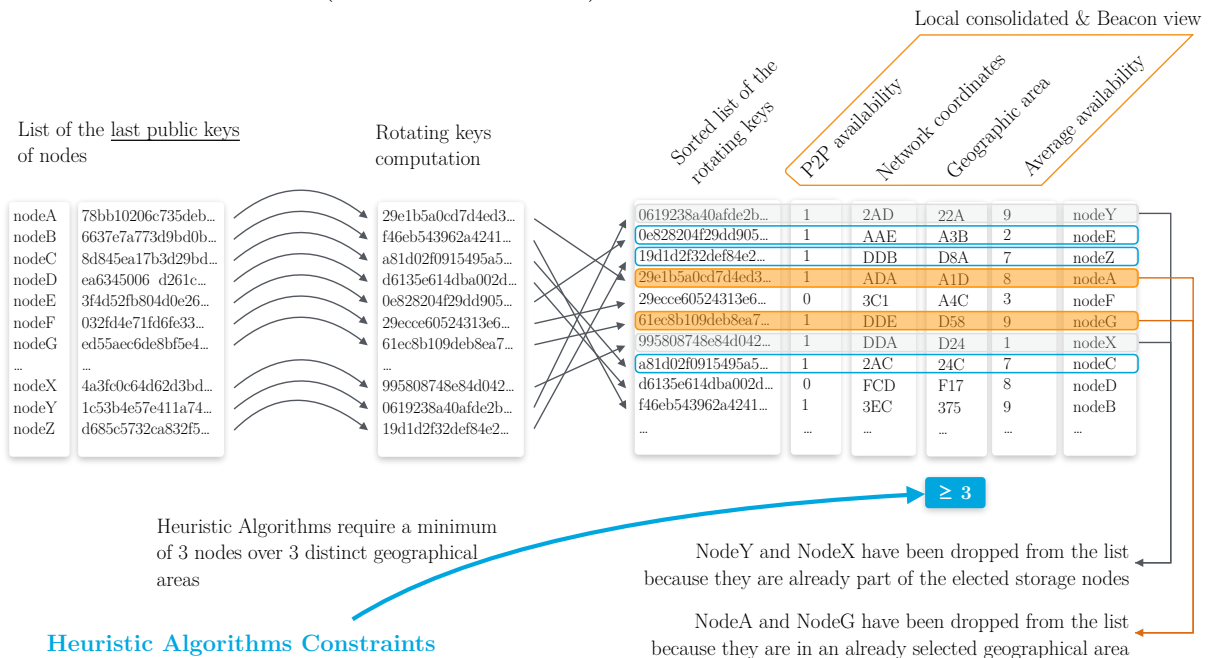 Local consolidated & Beacon view
Sorted list of the
rotating keys
P2P availability
Network coordinates
Geographic area
Average availability
List of the last public keys
of nodes
Rotating keys
computation
nodeA 78bb10206c735deb...
nodeB 6637e7a773d9bd0b...
nodeC 8d845ea17b3d29bd...
nodeD ea6345006 d261c...
nodeE 3f4d52fb804d0e26...
nodeF 032fd4e71fd6fe33...
nodeG ed55aec6de8bf5e4...
... ...
nodeX 4a3fc0c64d62d3bd...
nodeY 1c53b4e57e411a74...
nodeZ d685c5732ca832f5...
29e1b5a0cd7d4ed3...
f46eb543962a4241...
a81d02f0915495a5...
d6135e614dba002d...
0e828204f29dd905...
29ecce60524313e6...
61ec8b109deb8ea7...
...
995808748e84d042...
0619238a40afde2b...
19d1d2f32def84e2...
0619238a40afde2b... 1 2AD 22A 9 nodeY
0e828204f29dd905... 1 AAE A3B 2 nodeE
19d1d2f32def84e2... 1 DDB D8A 7 nodeZ
29e1b5a0cd7d4ed3... 1 ADA A1D 8 nodeA
29ecce60524313e6... 0 3C1 A4C 3 nodeF
61ec8b109deb8ea7... 1 DDE D58 9 nodeG
995808748e84d042... 1 DDA D24 1 nodeX
a81d02f0915495a5... 1 2AC 24C 7 nodeC
d6135e614dba002d... 0 FCD F17 8 nodeD
f46eb543962a4241... 1 3EC 375 9 nodeB
... ... ... ... ... ...
≥ 3
Heuristic Algorithms require a minimum
of 3 nodes over 3 distinct geographical
areas
Heuristic Algorithms Constraints
NodeY and NodeX have been dropped from the list
because they are already part of the elected storage nodes
NodeA and NodeG have been dropped from the list
because they are in an already selected geographical area